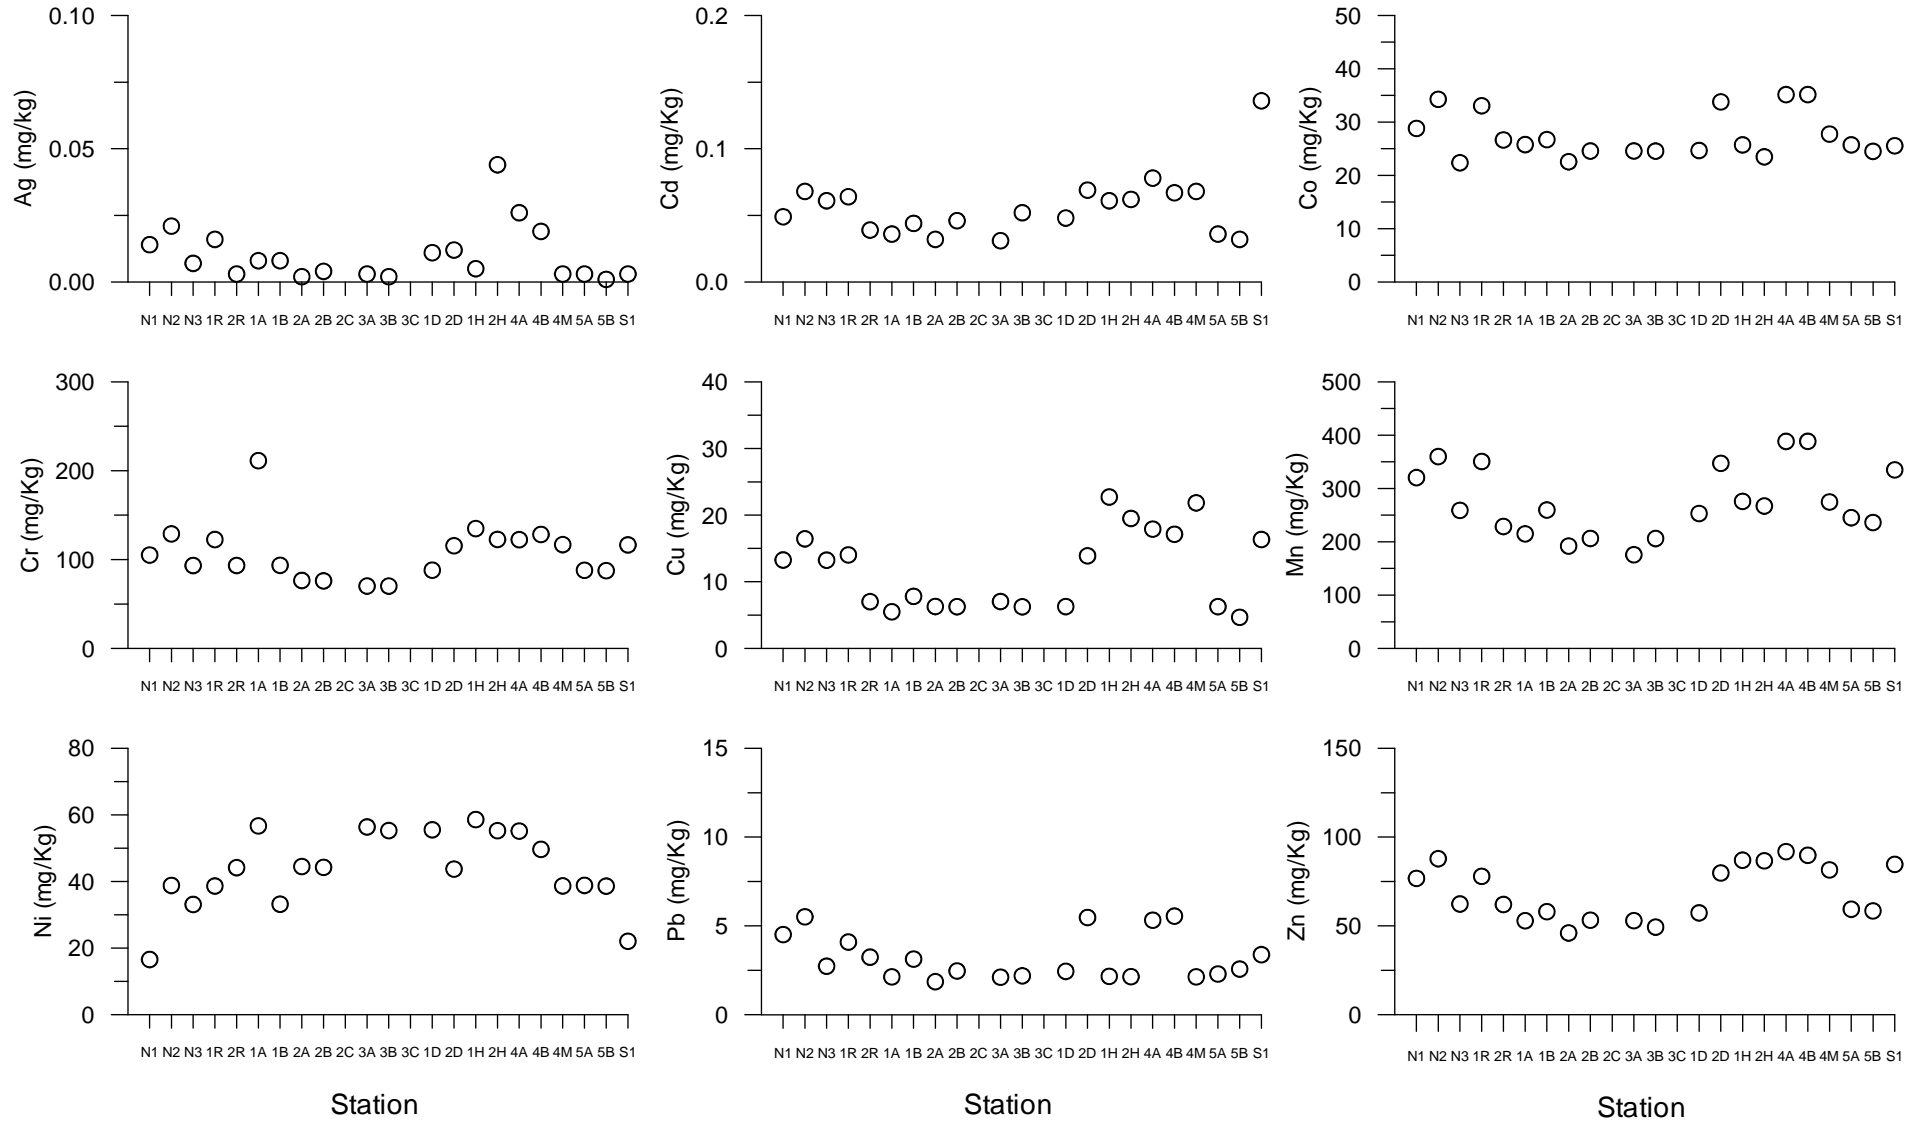 Ag (mg/kg)
0.10
0.05
0.00
N1 N2 N3 1R 2R 1A 1B 2A 2B 2C 3A 3B 3C 1D 2D 1H 2H 4A 4B 4M 5A 5B S1
Cd (mg/Kg)
0.2
0.1
0.0
N1 N2 N3 1R 2R 1A 1B 2A 2B 2C 3A 3B 3C 1D 2D 1H 2H 4A 4B 4M 5A 5B S1
Co (mg/Kg)
50
40
30
20
10
0
N1 N2 N3 1R 2R 1A 1B 2A 2B 2C 3A 3B 3C 1D 2D 1H 2H 4A 4B 4M 5A 5B S1
Cr (mg/Kg)
300
200
100
0
N1 N2 N3 1R 2R 1A 1B 2A 2B 2C 3A 3B 3C 1D 2D 1H 2H 4A 4B 4M 5A 5B S1
Cu (mg/Kg)
40
30
20
10
0
N1 N2 N3 1R 2R 1A 1B 2A 2B 2C 3A 3B 3C 1D 2D 1H 2H 4A 4B 4M 5A 5B S1
Mn (mg/Kg)
500
400
300
200
100
0
N1 N2 N3 1R 2R 1A 1B 2A 2B 2C 3A 3B 3C 1D 2D 1H 2H 4A 4B 4M 5A 5B S1
Ni (mg/Kg)
80
60
40
20
0
N1 N2 N3 1R 2R 1A 1B 2A 2B 2C 3A 3B 3C 1D 2D 1H 2H 4A 4B 4M 5A 5B S1
Station
Pb (mg/Kg)
15
10
5
0
N1 N2 N3 1R 2R 1A 1B 2A 2B 2C 3A 3B 3C 1D 2D 1H 2H 4A 4B 4M 5A 5B S1
Station
Zn (mg/Kg)
150
100
50
0
N1 N2 N3 1R 2R 1A 1B 2A 2B 2C 3A 3B 3C 1D 2D 1H 2H 4A 4B 4M 5A 5B S1
Station